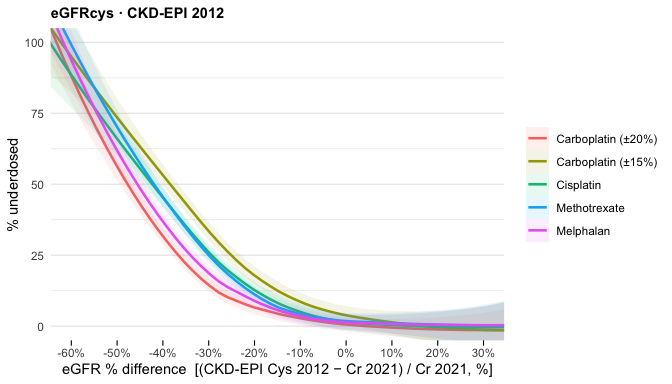 eGFRcys · CKD-EPI 2012
100
75
50
25
0
% underdosed
-60%
-50%
-40%
-30%
-20%
-10%
0%
10%
20%
30%
eGFR % difference [(CKD-EPI Cys 2012 − Cr 2021) / Cr 2021, %]
Carboplatin (±20%)
Carboplatin (±15%)
Cisplatin
Methotrexate
Melphalan